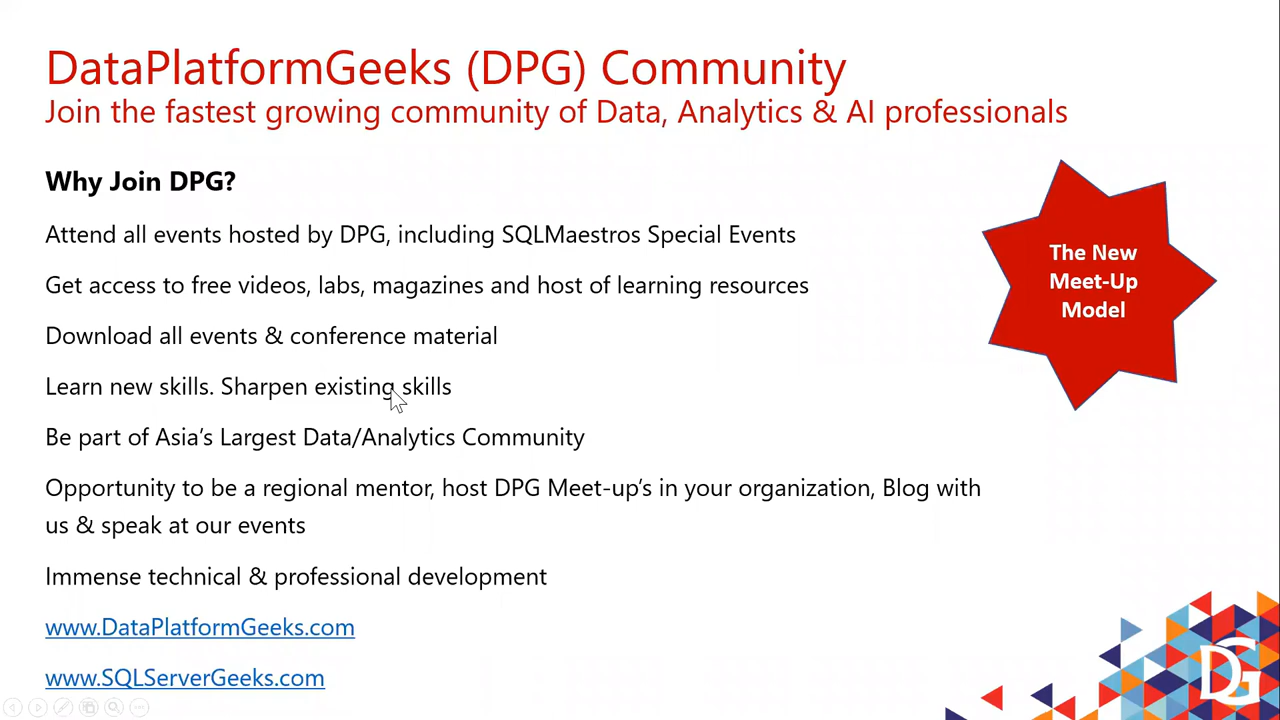 DataPlatformGeeks (DPG) Community
Join the fastest growing community of Data, Analytics & AI professionals
Why Join DPG?
Attend all events hosted by DPG, including SQLMaestros Special Events
Get access to free videos, labs, magazines and host of learning resources
Download all events & conference material
Learn new skills. Sharpen existing skills
Be part of Asia’s Largest Data/Analytics Community
Opportunity to be a regional mentor, host DPG Meet-up’s in your organization, Blog with
us & speak at our events
Immense technical & professional development
www.DataPlatformGeeks.com
www.SQLServerGeeks.com
The New
Meet-Up
Model
DG